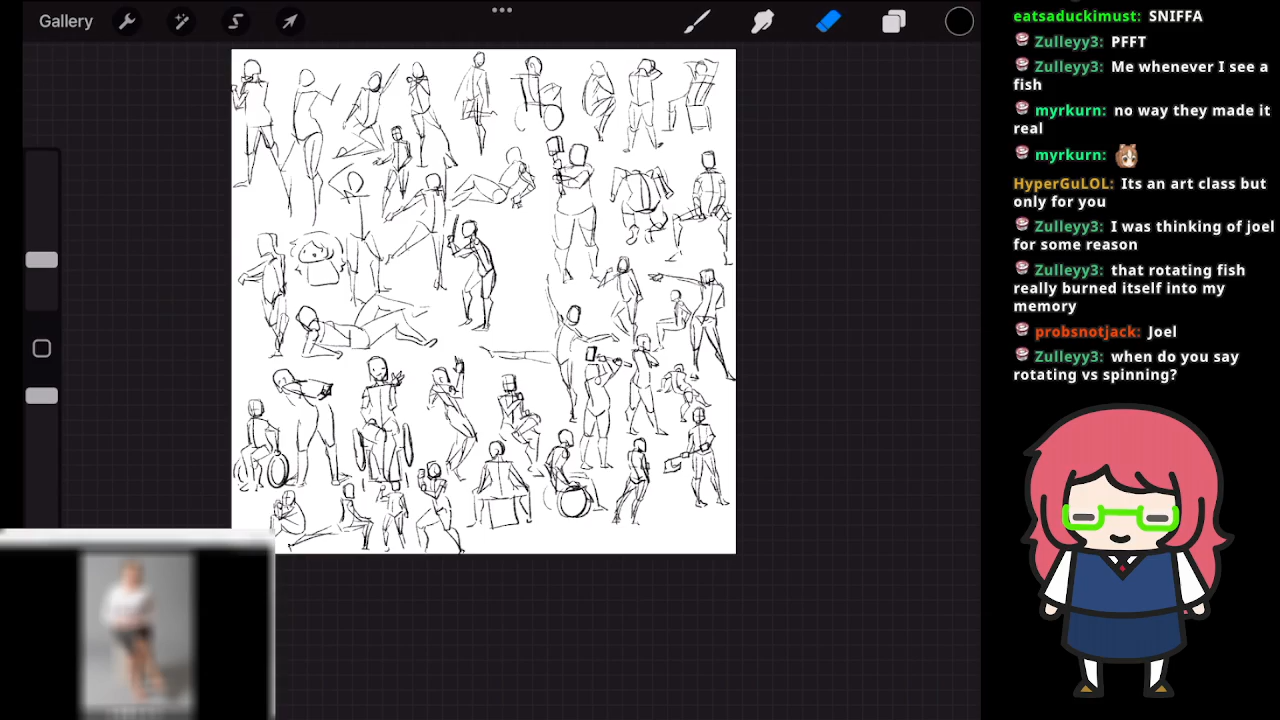 Gallery
eatsaduckimust: SNIFFA
Zulleyy3: PFFT
Zulleyy3: Me whenever I see a
fish
myrkurn: no way they made it
real
myrkurn:
HyperGuLOL: Its an art class but
only for you
Zulleyy3: I was thinking of joel
for some reason
Zulleyy3: that rotating fish
really burned itself into my
memory
probsnotjack: Joel
Zulleyy3: when do you say
rotating vs spinning?